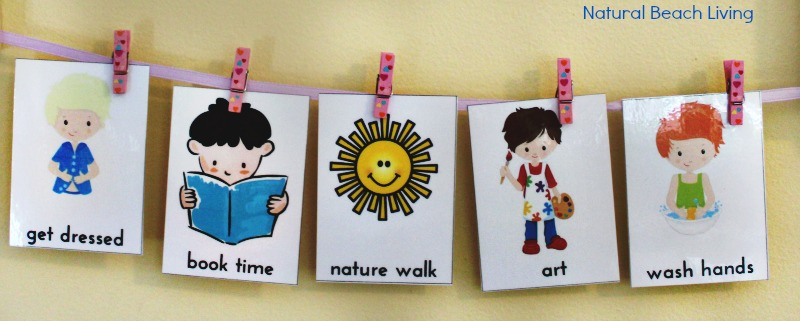 Natural Beach Living
get dressed
book time
nature walk
art
wash hands